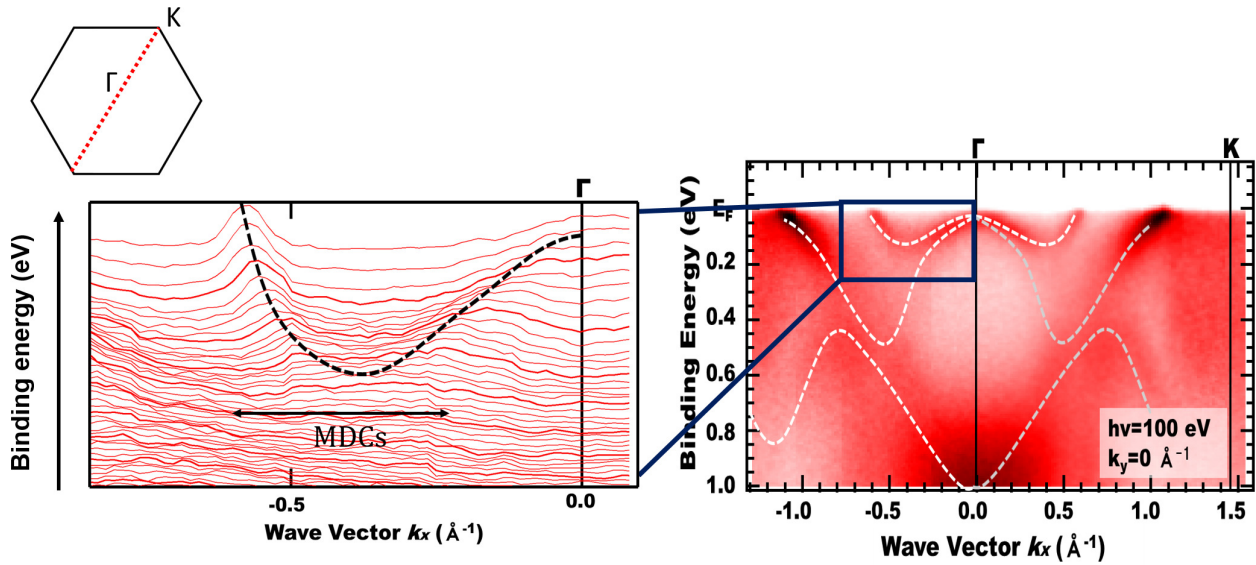 K
Γ
Γ
Binding energy (eV)
MDCs
-0.5
0.0
Wave Vector kx (Å⁻¹)
Γ
K
Binding Energy (eV)
EF
0.2
0.4
0.6
0.8
1.0
hν=100 eV
ky=0 Å⁻¹
-1.0
-0.5
0.0
0.5
1.0
1.5
Wave Vector kx (Å⁻¹)